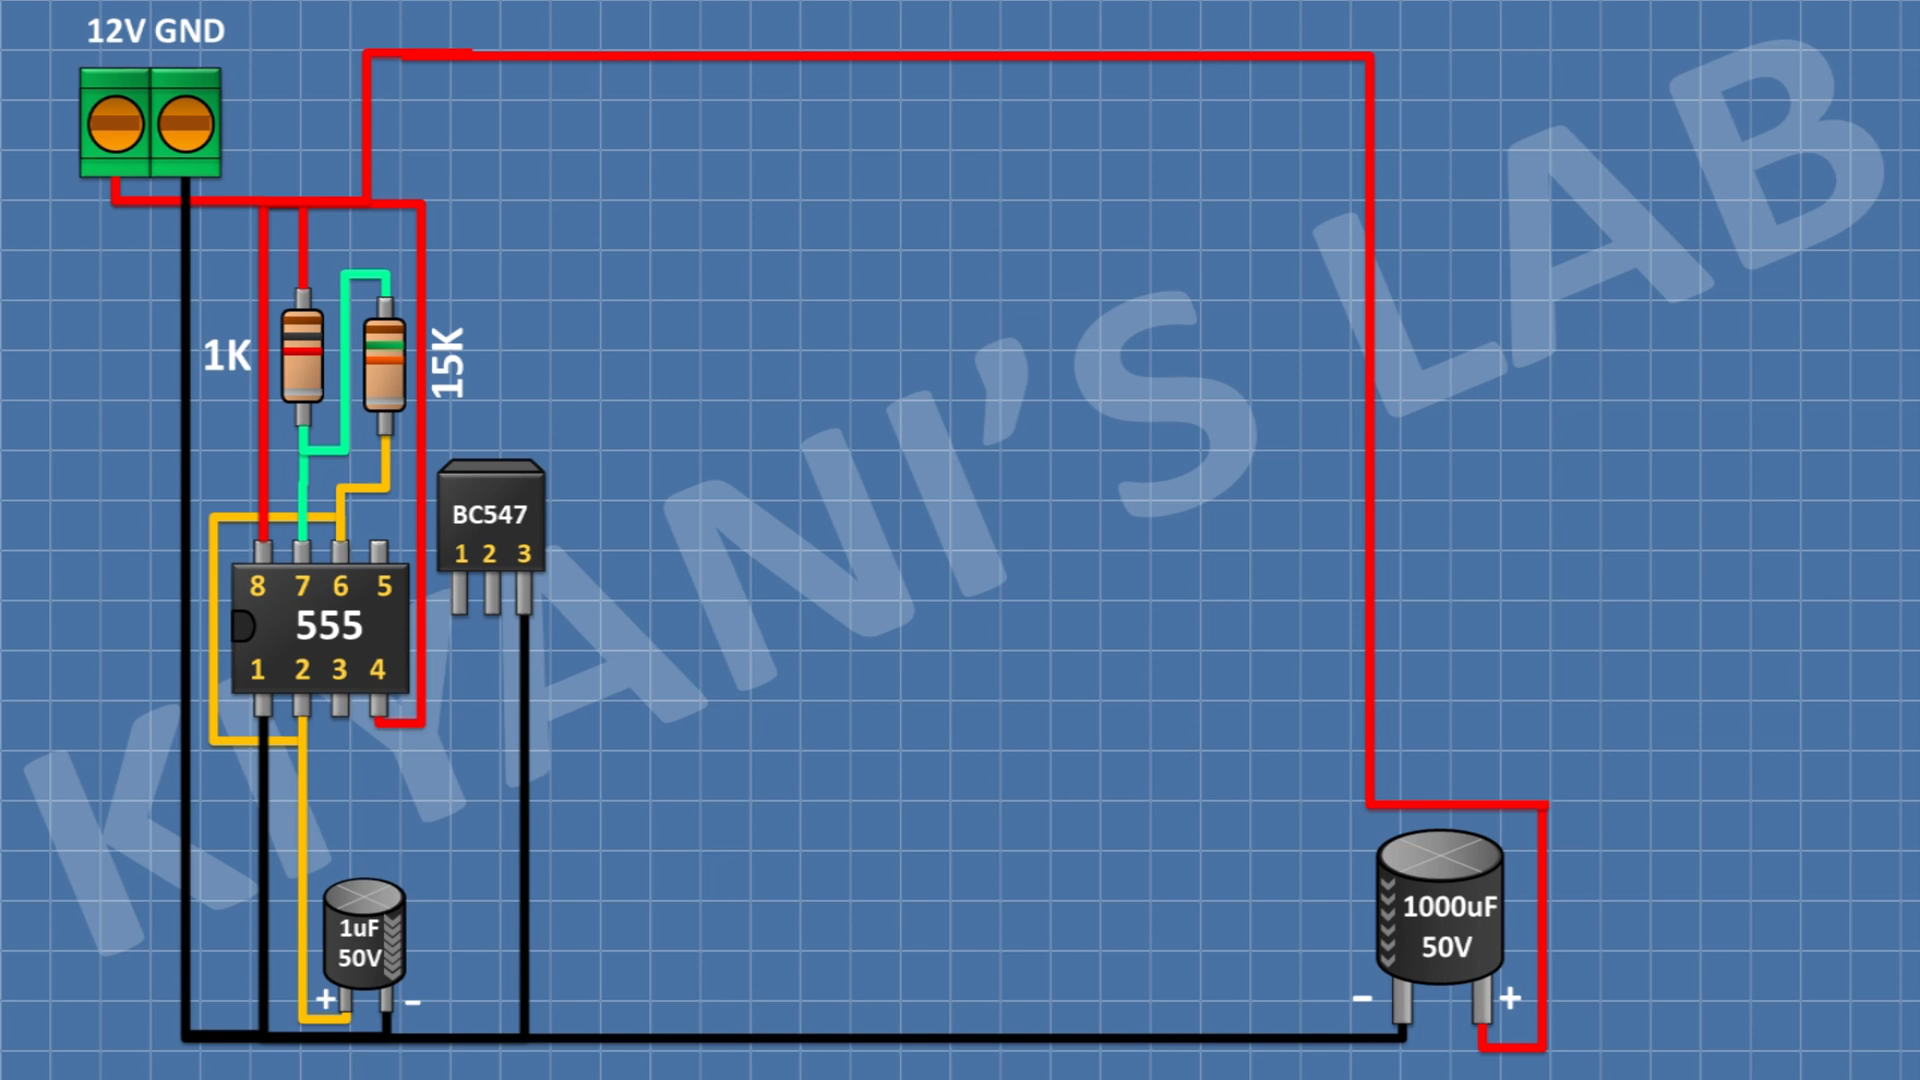 12V GND
1K
15K
BC547
1 2 3
8 7 6 5
555
1 2 3 4
1uF
50V
+ -
1000uF
50V
- +
KIYANI'S LAB